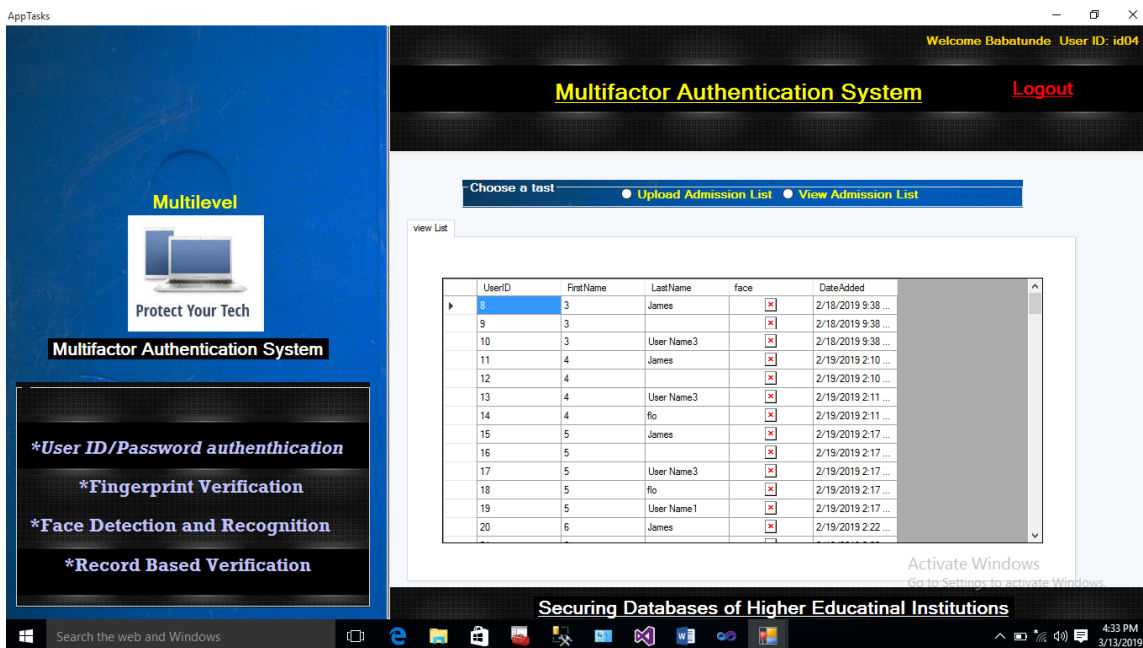 AppTasks
Welcome Babatunde User ID: id04
Multifactor Authentication System
Logout
Multilevel
Protect Your Tech
Multifactor Authentication System
*User ID/Password authenthication
*Fingerprint Verification
*Face Detection and Recognition
*Record Based Verification
Choose a tast
Upload Admission List View Admission List
view List
UserID FirstName LastName face DateAdded
8 3 James 2/18/2019 9:38 ...
9 3 2/18/2019 9:38 ...
10 3 User Name3 2/18/2019 9:38 ...
11 4 James 2/19/2019 2:10 ...
12 4 2/19/2019 2:10 ...
13 4 User Name3 2/19/2019 2:11 ...
14 4 flo 2/19/2019 2:11 ...
15 5 James 2/19/2019 2:17 ...
16 5 2/19/2019 2:17 ...
17 5 User Name3 2/19/2019 2:17 ...
18 5 flo 2/19/2019 2:17 ...
19 5 User Name1 2/19/2019 2:17 ...
20 6 James 2/19/2019 2:22 ...
Activate Windows
Go to Settings to activate Windows.
Securing Databases of Higher Educatinal Institutions
Search the web and Windows
4:33 PM
3/13/2019